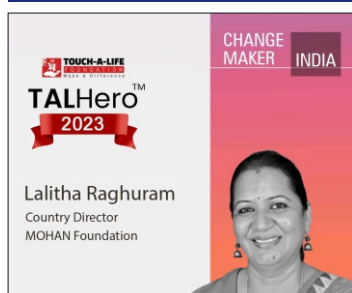 TOUCH-A-LIFE
FOUNDATION
Make A Difference
TALHero™
2023
Lalitha Raghuram
Country Director
MOHAN Foundation
CHANGE
MAKER
INDIA